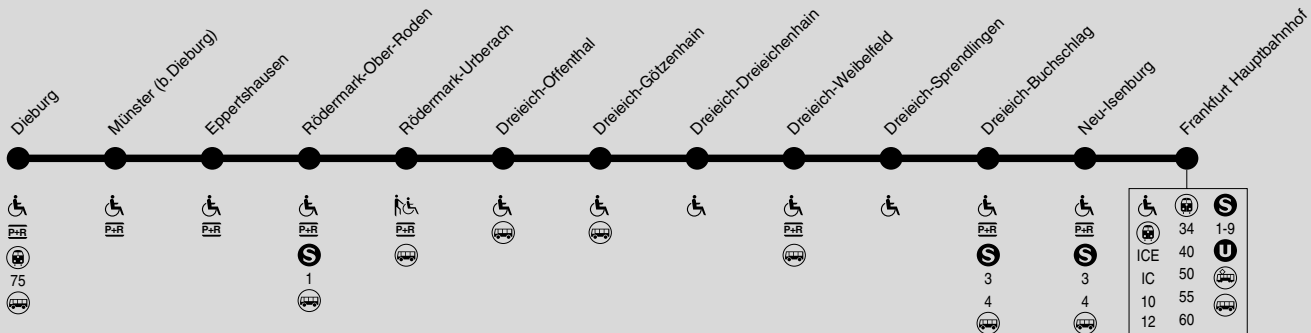 Dieburg
Münster (b.Dieburg)
Eppertshausen
Rödermark-Ober-Roden
Rödermark-Urberach
Dreieich-Offenthal
Dreieich-Götzenhain
Dreieich-Dreieichenhain
Dreieich-Weibelfeld
Dreieich-Sprendlingen
Dreieich-Buchschlag
Neu-Isenburg
Frankfurt Hauptbahnhof
P+R
75
P+R
P+R
P+R
S
1
P+R
P+R
P+R
S
3
4
P+R
S
3
4
ICE
IC
10
12
34
40
50
55
60
S
1-9
U